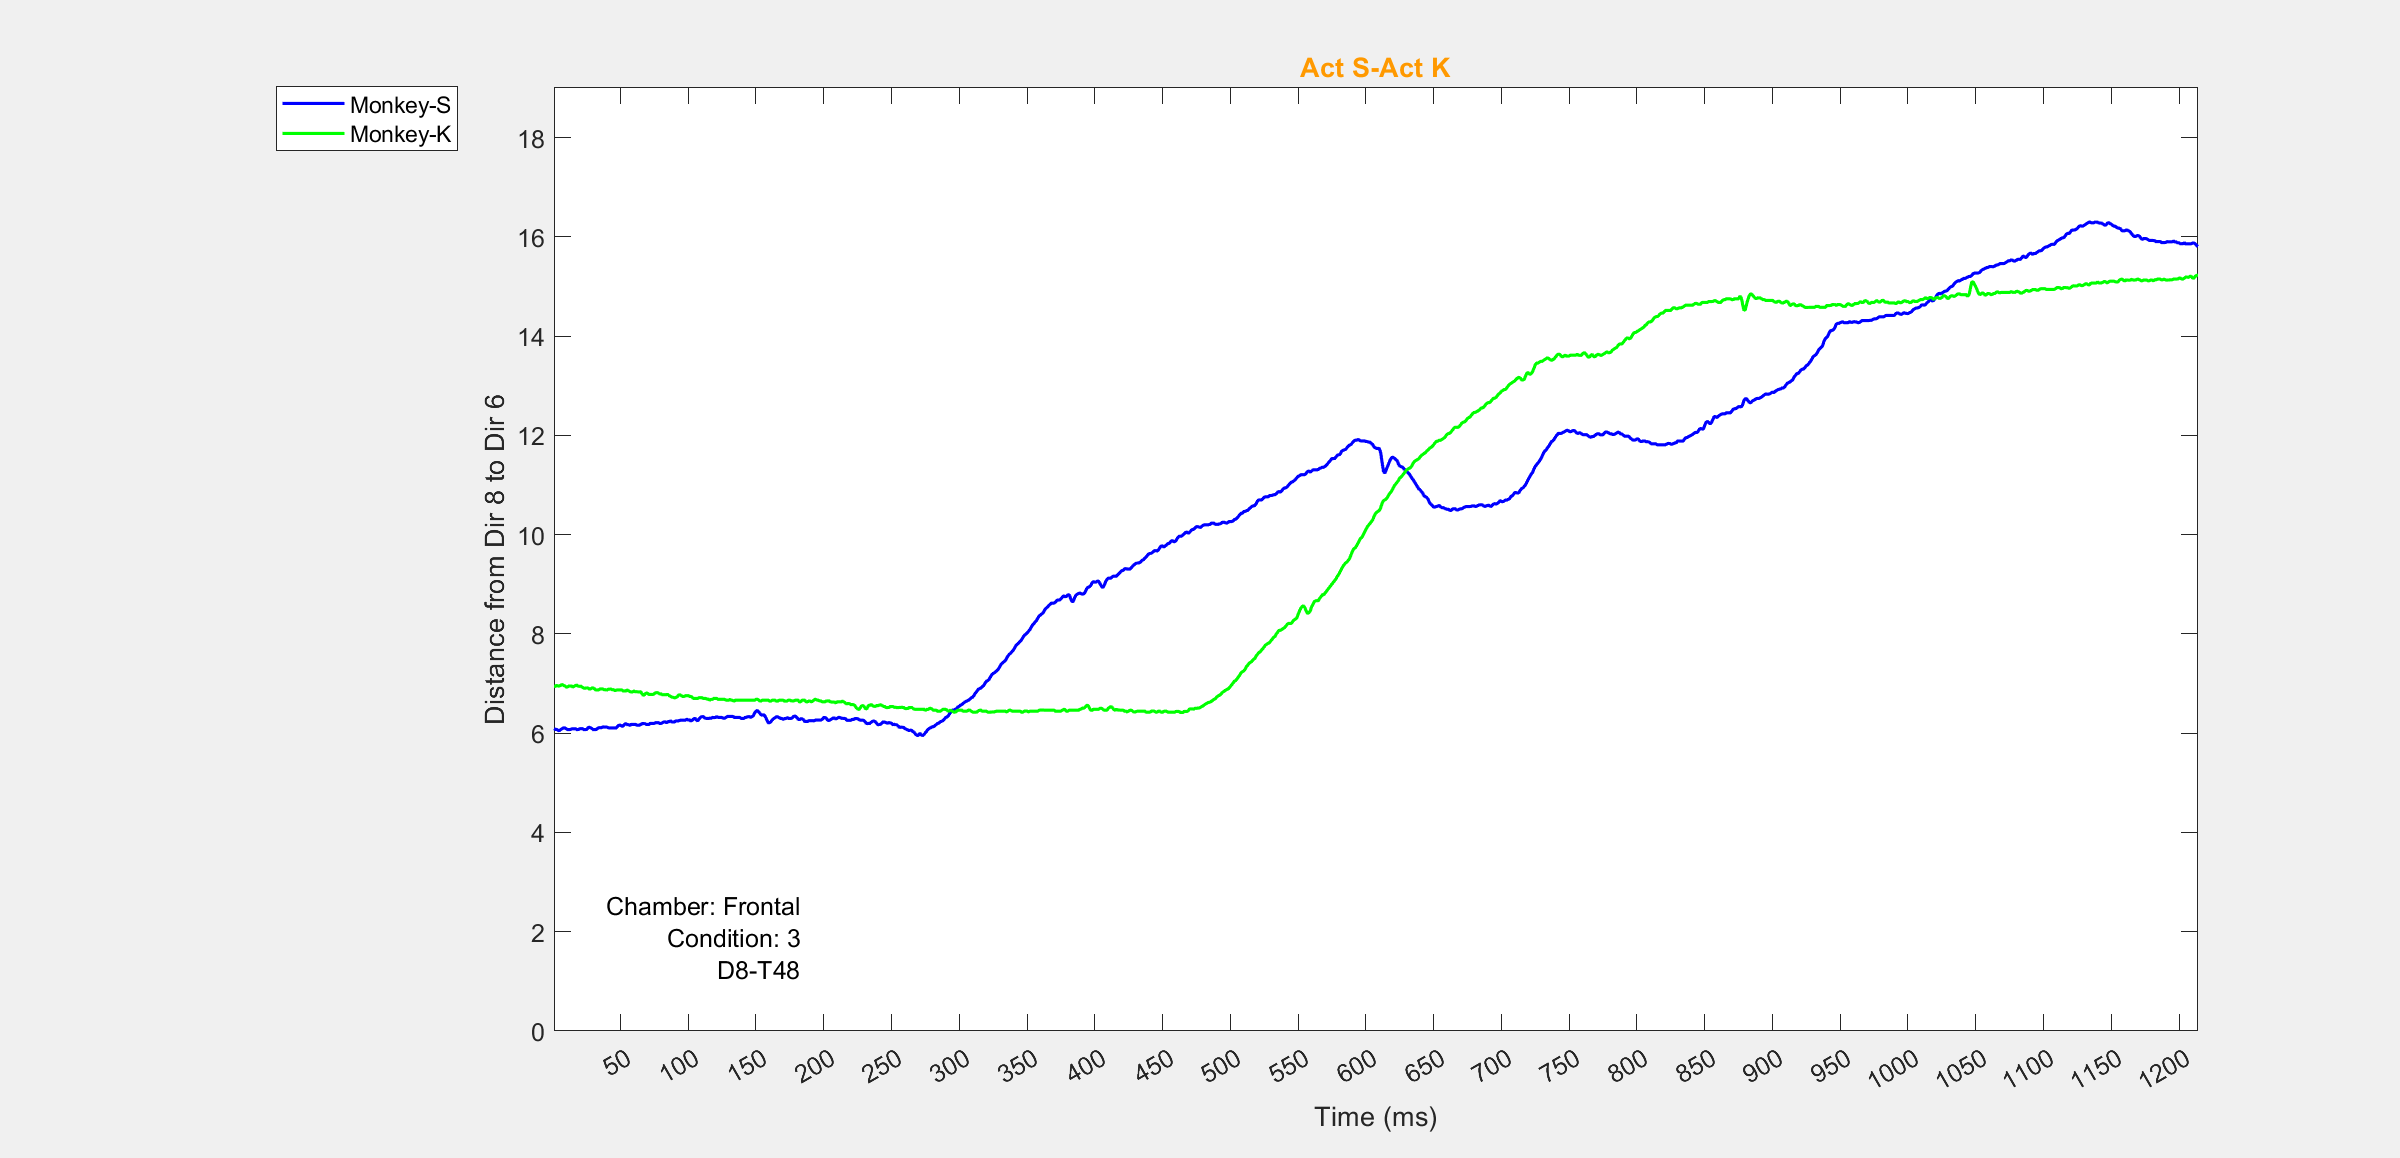 Act S-Act K
Monkey-S
Monkey-K
Distance from Dir 8 to Dir 6
18
16
14
12
10
8
6
4
2
0
Chamber: Frontal
Condition: 3
D8-T48
50 100 150 200 250 300 350 400 450 500 550 600 650 700 750 800 850 900 950 1000 1050 1100 1150 1200
Time (ms)